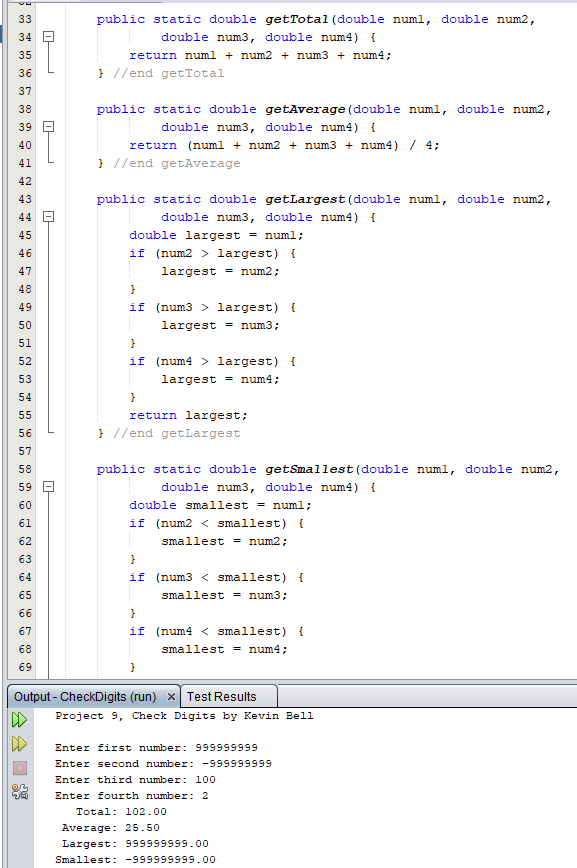 33 public static double getTotal(double num1, double num2,
34 double num3, double num4) {
35 return num1 + num2 + num3 + num4;
36 } //end getTotal
37
38 public static double getAverage(double num1, double num2,
39 double num3, double num4) {
40 return (num1 + num2 + num3 + num4) / 4;
41 } //end getAverage
42
43 public static double getLargest(double num1, double num2,
44 double num3, double num4) {
45 double largest = num1;
46 if (num2 > largest) {
47 largest = num2;
48 }
49 if (num3 > largest) {
50 largest = num3;
51 }
52 if (num4 > largest) {
53 largest = num4;
54 }
55 return largest;
56 } //end getLargest
57
58 public static double getSmallest(double num1, double num2,
59 double num3, double num4) {
60 double smallest = num1;
61 if (num2 < smallest) {
62 smallest = num2;
63 }
64 if (num3 < smallest) {
65 smallest = num3;
66 }
67 if (num4 < smallest) {
68 smallest = num4;
69 }
Output - CheckDigits (run) × Test Results
Project 9, Check Digits by Kevin Bell
Enter first number: 999999999
Enter second number: -999999999
Enter third number: 100
Enter fourth number: 2
Total: 102.00
Average: 25.50
Largest: 999999999.00
Smallest: -999999999.00